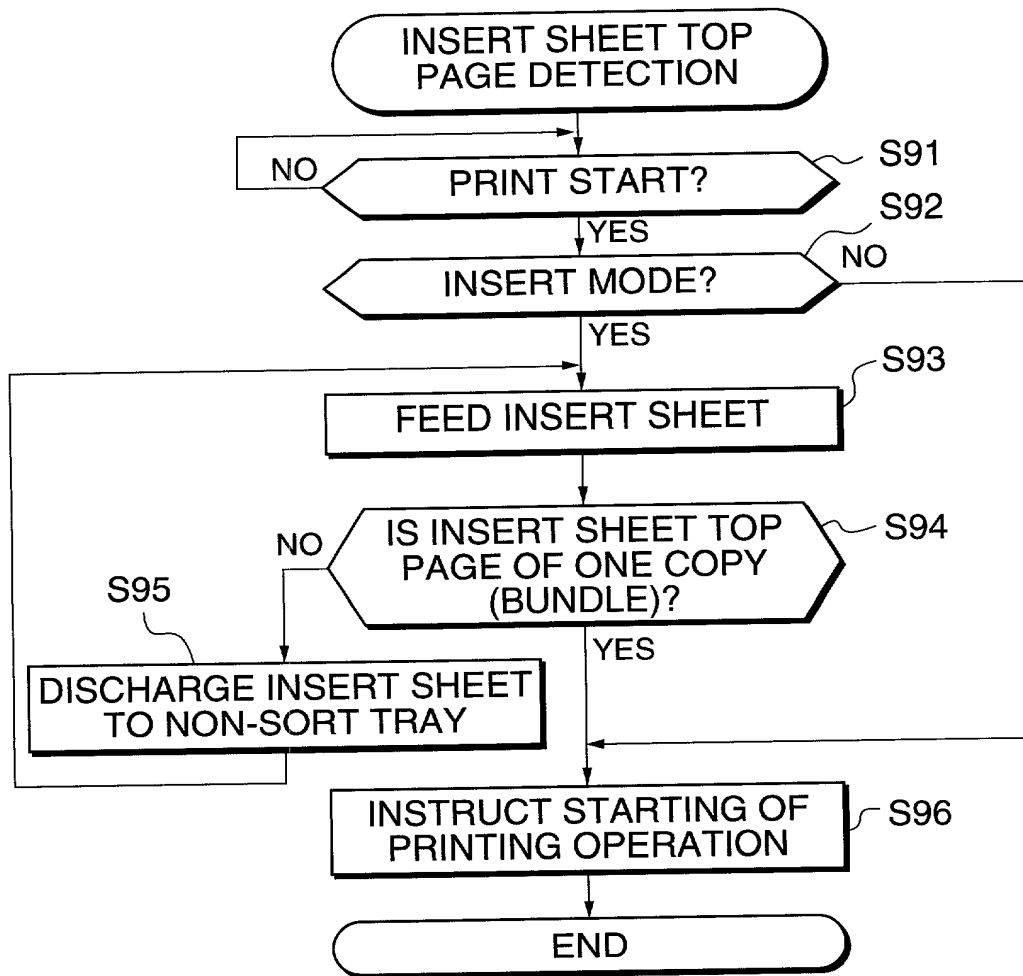 INSERT SHEET TOP
PAGE DETECTION
S91
NO
PRINT START?
S92
YES
NO
INSERT MODE?
YES
S93
FEED INSERT SHEET
S94
NO
IS INSERT SHEET TOP
PAGE OF ONE COPY
(BUNDLE)?
S95
YES
DISCHARGE INSERT SHEET
TO NON-SORT TRAY
INSTRUCT STARTING OF
PRINTING OPERATION
S96
END